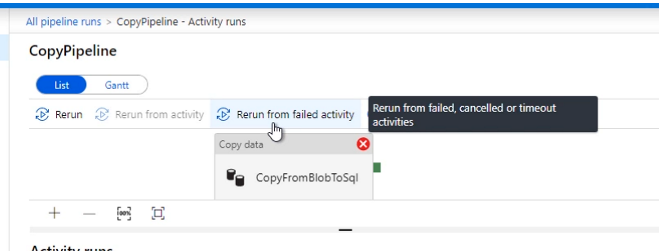 All pipeline runs > CopyPipeline - Activity runs
CopyPipeline
List Gantt
Rerun Rerun from activity Rerun from failed activity
Rerun from failed, cancelled or timeout
activities
Copy data
CopyFromBlobToSql
100%
Activity runs